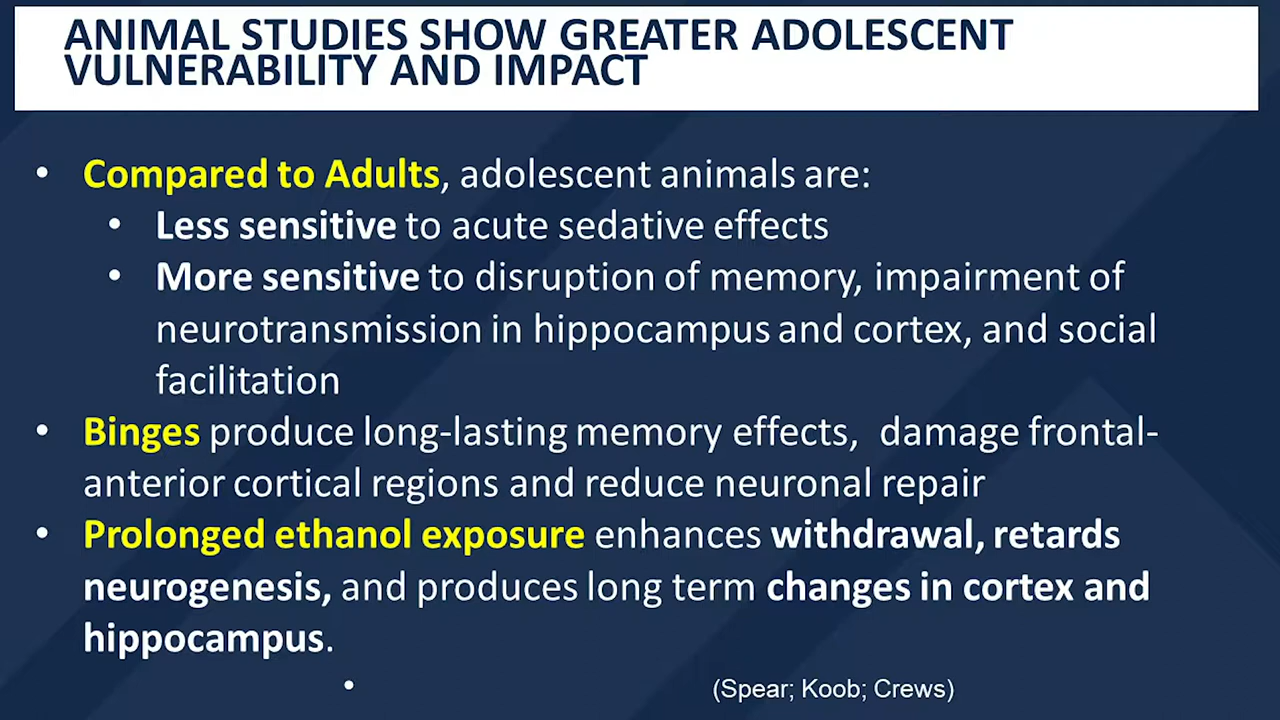 ANIMAL STUDIES SHOW GREATER ADOLESCENT
VULNERABILITY AND IMPACT
• Compared to Adults, adolescent animals are:
• Less sensitive to acute sedative effects
• More sensitive to disruption of memory, impairment of
neurotransmission in hippocampus and cortex, and social
facilitation
• Binges produce long-lasting memory effects,  damage frontal-
anterior cortical regions and reduce neuronal repair
• Prolonged ethanol exposure enhances withdrawal, retards
neurogenesis, and produces long term changes in cortex and
hippocampus.
• (Spear; Koob; Crews)